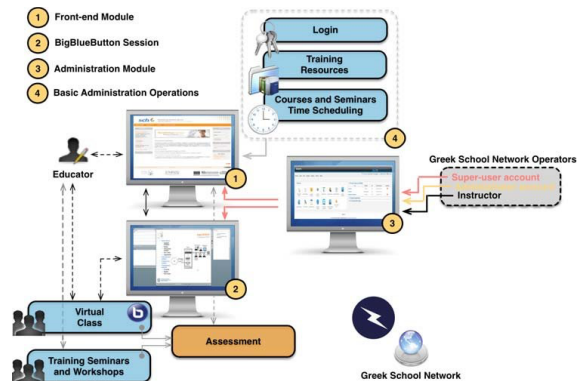 1 Front-end Module
2 BigBlueButton Session
3 Administration Module
4 Basic Administration Operations
Login
Training
Resources
Courses and Seminars
Time Scheduling
4
Educator
1
Greek School Network Operators
Super-user account
Instructor
3
2
Virtual
Class
b
Assessment
Training Seminars
and Workshops
Greek School Network